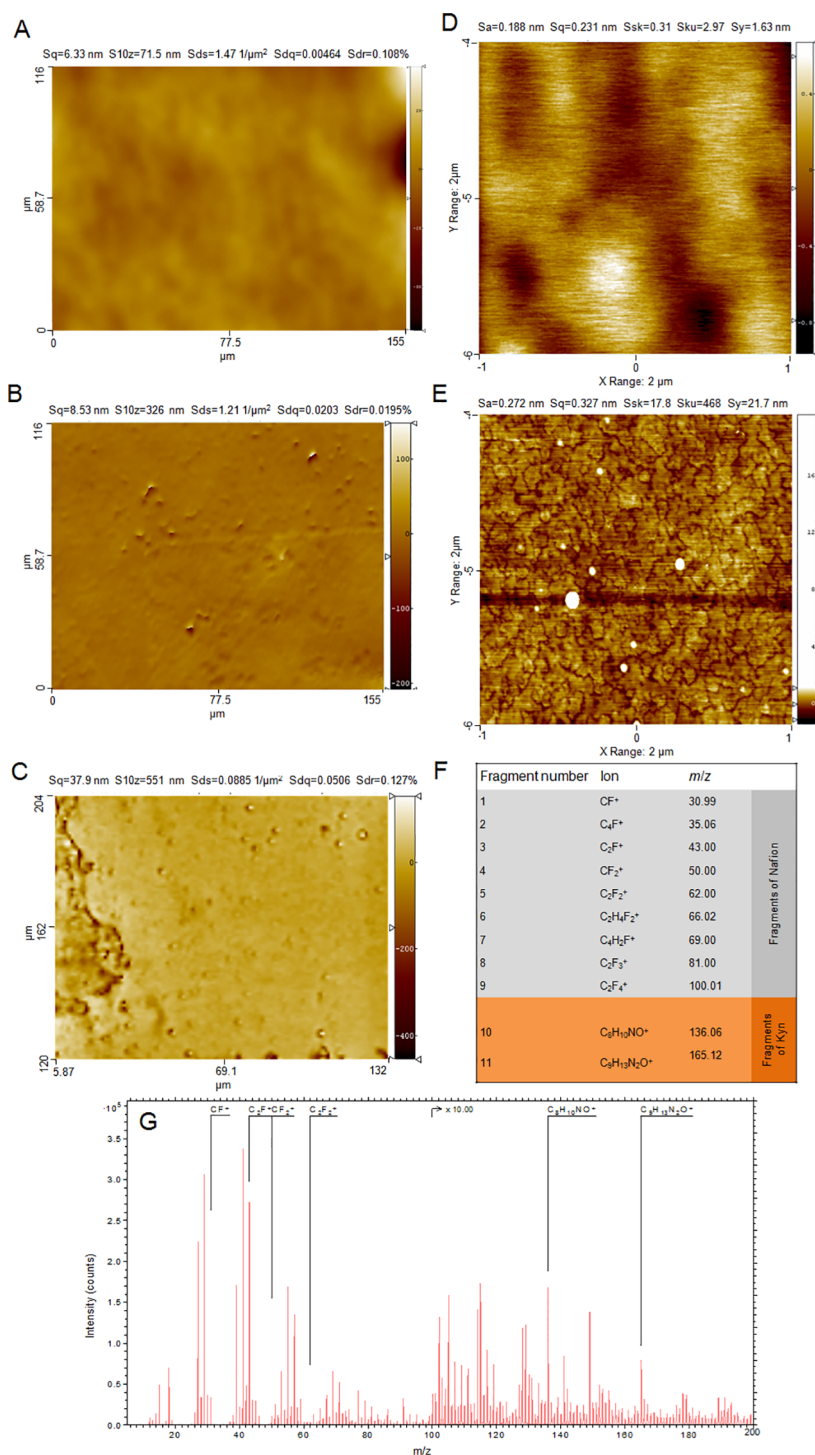 A
Sq=6.33 nm S10z=71.5 nm Sds=1.47 1/µm² Sdq=0.00464 Sdr=0.108%
116
µm
58.7
0
0
77.5
155
µm
B
Sq=8.53 nm S10z=326 nm Sds=1.21 1/µm² Sdq=0.0203 Sdr=0.0195%
116
µm
58.7
0
0
77.5
155
µm
100
0
-100
-200
C
Sq=37.9 nm S10z=551 nm Sds=0.0885 1/µm² Sdq=0.0506 Sdr=0.127%
204
µm
162
120
5.87
69.1
132
µm
0
-200
-400
D
Sa=0.188 nm Sq=0.231 nm Ssk=0.31 Sku=2.97 Sy=1.63 nm
-4
Y Range: 2µm
-5
-6
-1
0
1
X Range: 2 µm
0.4
-0.4
-0.8
E
Sa=0.272 nm Sq=0.327 nm Ssk=17.8 Sku=468 Sy=21.7 nm
-4
Y Range: 2µm
-5
-6
-1
0
1
X Range: 2 µm
F
Fragment number Ion m/z
1 CF⁺ 30.99
2 C₄F⁺ 35.06
3 C₂F⁺ 43.00
4 CF₂⁺ 50.00
5 C₂F₂⁺ 62.00
6 C₂H₄F₂⁺ 66.02
7 C₄H₂F⁺ 69.00
8 C₂F₃⁺ 81.00
9 C₂F₄⁺ 100.01
Fragments of Nafion
10 C₈H₁₀NO⁺ 136.06
11 C₉H₁₃N₂O⁺ 165.12
Fragments
of Kyn
G
·10⁵
CF⁺
C₂F⁺
CF₂⁺
C₂F₂⁺
x 10.00
C₈H₁₀NO⁺
C₉H₁₃N₂O⁺
3.5
3.0
2.5
2.0
1.5
1.0
0.5
0.0
Intensity (counts)
20 40 60 80 100 120 140 160 180 200
m/z